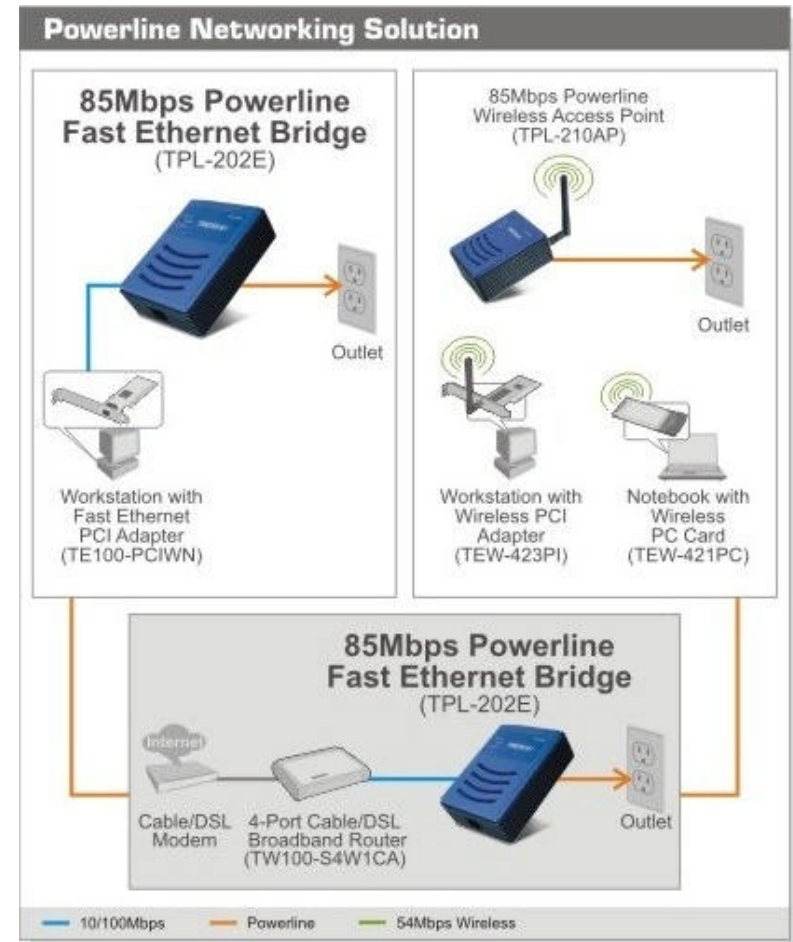 Powerline Networking Solution
85Mbps Powerline
Fast Ethernet Bridge
(TPL-202E)
Outlet
Workstation with
Fast Ethernet
PCI Adapter
(TE100-PCIWN)
85Mbps Powerline
Wireless Access Point
(TPL-210AP)
Outlet
Workstation with
Wireless PCI
Adapter
(TEW-423PI)
Notebook with
Wireless
PC Card
(TEW-421PC)
85Mbps Powerline
Fast Ethernet Bridge
(TPL-202E)
Internet
Cable/DSL
Modem
4-Port Cable/DSL
Broadband Router
(TW100-S4W1CA)
Outlet
10/100Mbps
Powerline
54Mbps Wireless